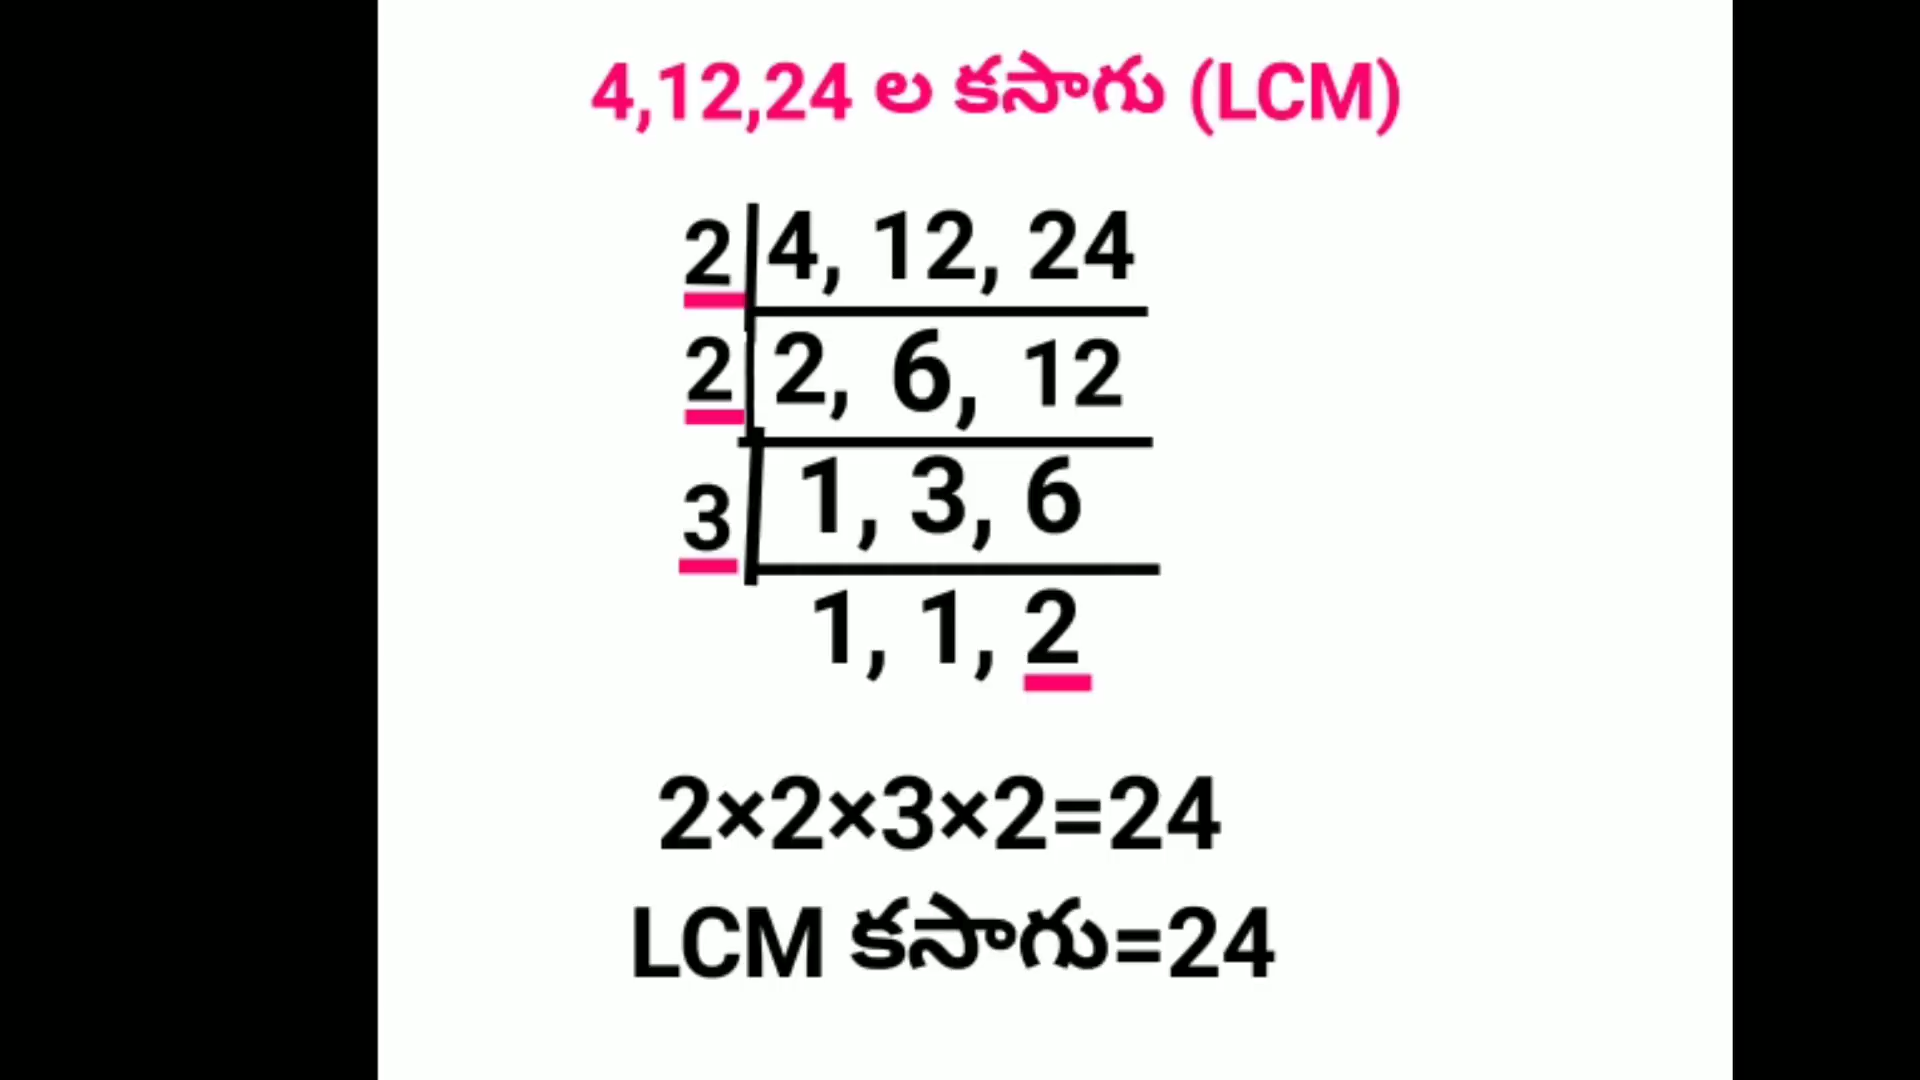 4,12,24 ల కసాగు (LCM)
2 4, 12, 24
2 2, 6, 12
3 1, 3, 6
1, 1, 2
2×2×3×2=24
LCM కసాగు=24